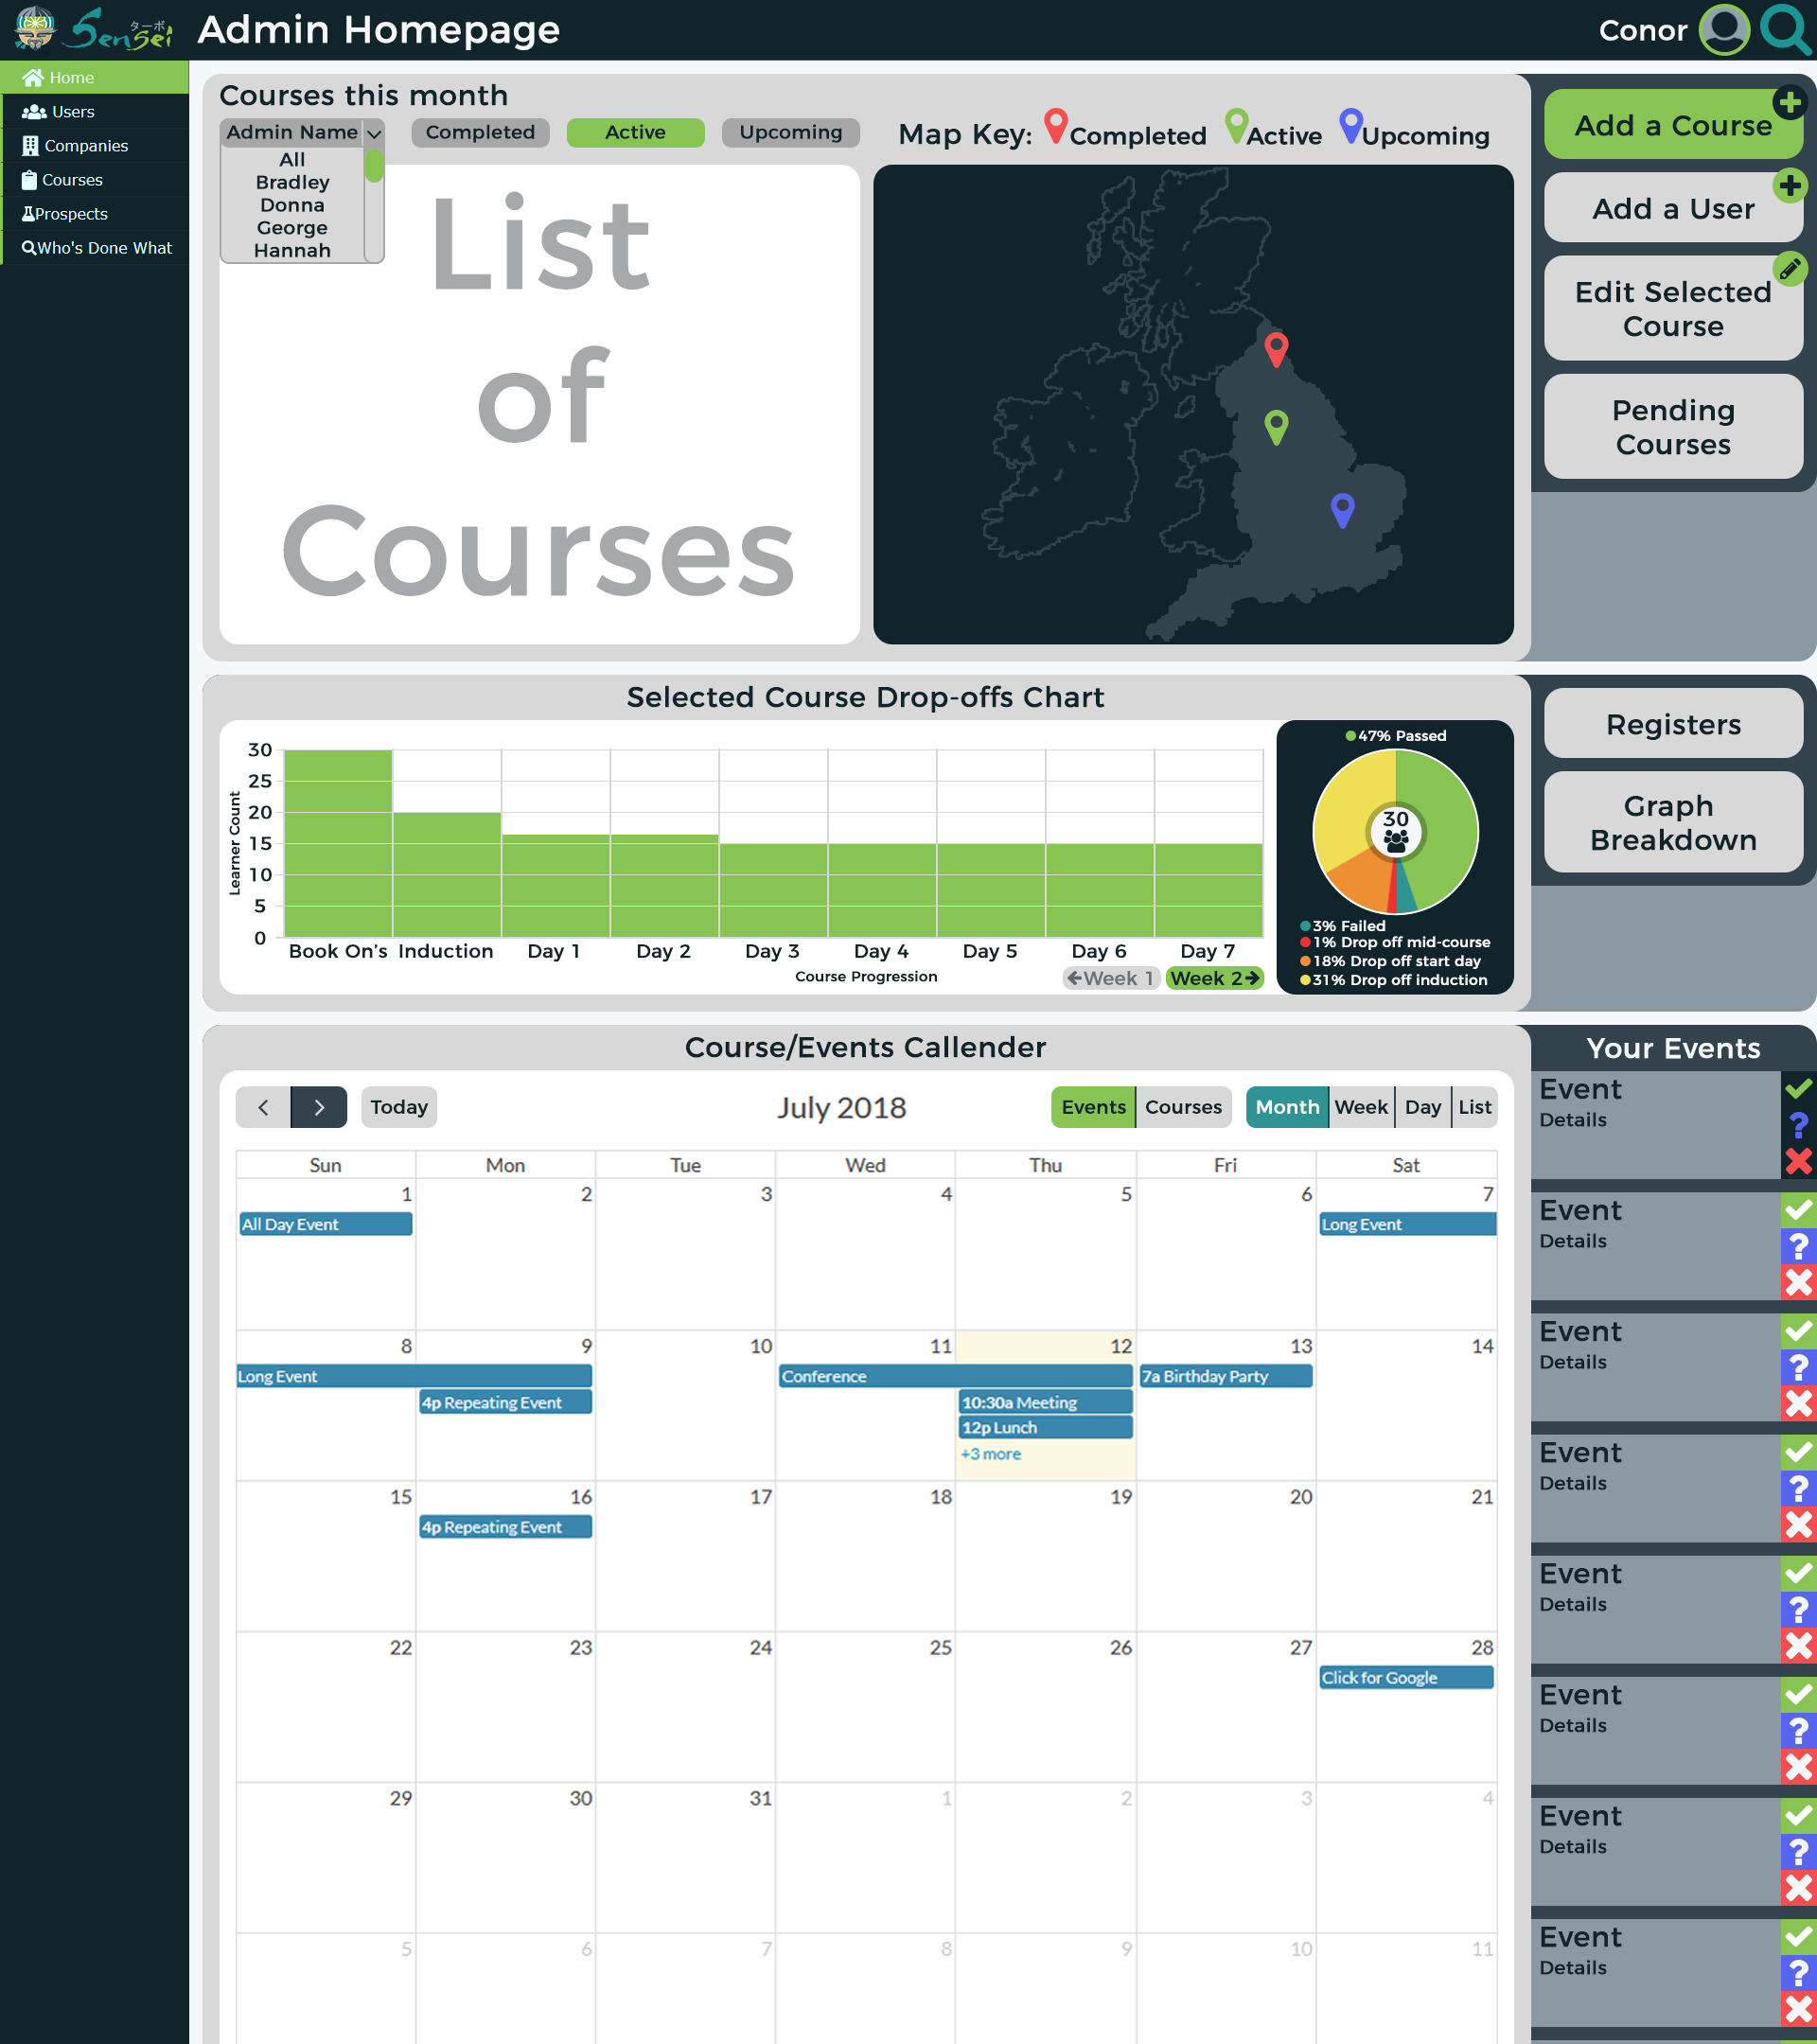 ターボ
Sensei
Admin Homepage
Conor
Home
Users
Companies
Courses
Prospects
Who's Done What
Courses this month
Admin Name
All
Bradley
Donna
George
Hannah
Completed
Active
Upcoming
Map Key: Completed Active Upcoming
List
of
Courses
Add a Course
Add a User
Edit Selected
Course
Pending
Courses
Selected Course Drop-offs Chart
Learner Count
30
25
20
15
10
5
0
Book On's Induction Day 1 Day 2 Day 3 Day 4 Day 5 Day 6 Day 7
Course Progression
Week 1
Week 2
47% Passed
30
3% Failed
1% Drop off mid-course
18% Drop off start day
31% Drop off induction
Registers
Graph
Breakdown
Course/Events Callender
Today
July 2018
Events Courses
Month Week Day List
Sun Mon Tue Wed Thu Fri Sat
1 2 3 4 5 6 7
All Day Event
Long Event
8 9 10 11 12 13 14
Long Event
Conference
7a Birthday Party
4p Repeating Event
10:30a Meeting
12p Lunch
+3 more
15 16 17 18 19 20 21
4p Repeating Event
22 23 24 25 26 27 28
Click for Google
29 30 31 1 2 3 4
5 6 7 8 9 10 11
Your Events
Event
Details
Event
Details
Event
Details
Event
Details
Event
Details
Event
Details
Event
Details
Event
Details